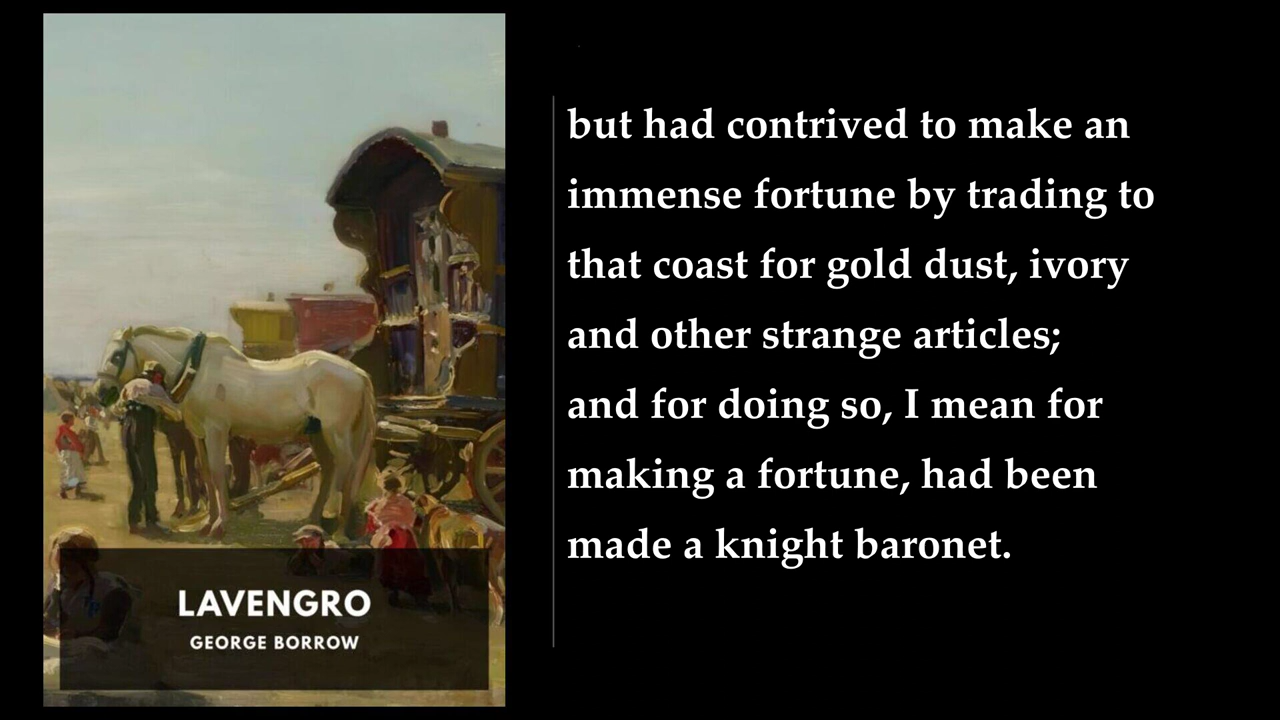 but had contrived to make an
immense fortune by trading to
that coast for gold dust, ivory
and other strange articles;
and for doing so, I mean for
making a fortune, had been
made a knight baronet.
LAVENGRO
GEORGE BORROW